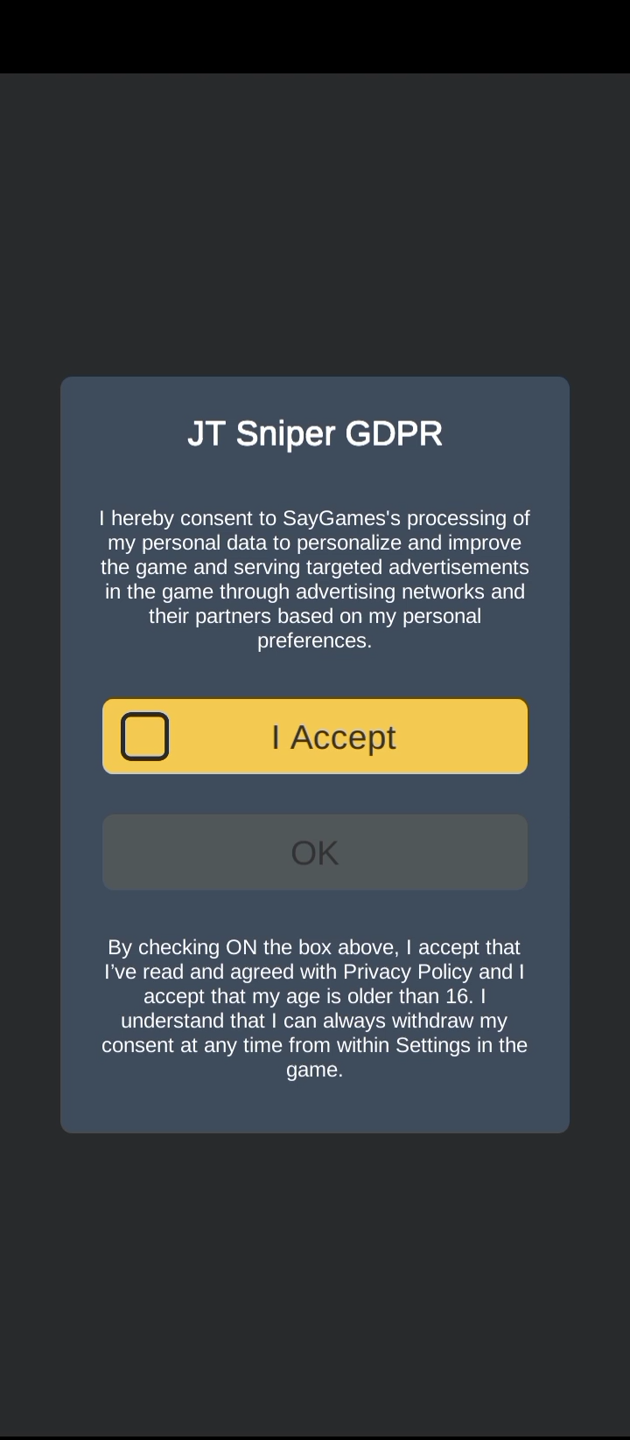 JT Sniper GDPR
I hereby consent to SayGames's processing of
my personal data to personalize and improve
the game and serving targeted advertisements
in the game through advertising networks and
their partners based on my personal
preferences.
I Accept
OK
By checking ON the box above, I accept that
I've read and agreed with Privacy Policy and I
accept that my age is older than 16. I
understand that I can always withdraw my
consent at any time from within Settings in the
game.